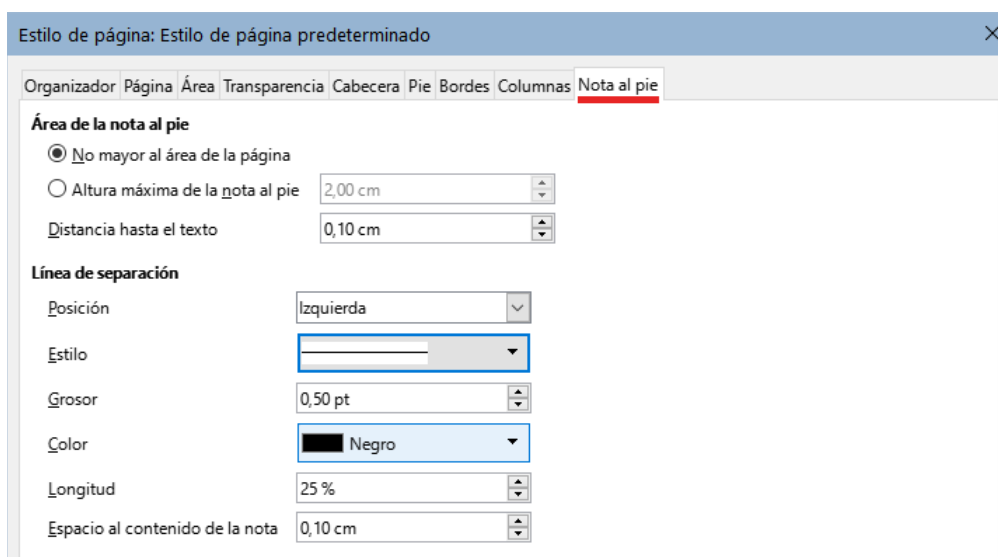 Estilo de página: Estilo de página predeterminado
Organizador Página Área Transparencia Cabecera Pie Bordes Columnas Nota al pie
Área de la nota al pie
No mayor al área de la página
Altura máxima de la nota al pie 2,00 cm
Distancia hasta el texto 0,10 cm
Línea de separación
Posición Izquierda
Estilo
Grosor 0,50 pt
Color Negro
Longitud 25 %
Espacio al contenido de la nota 0,10 cm